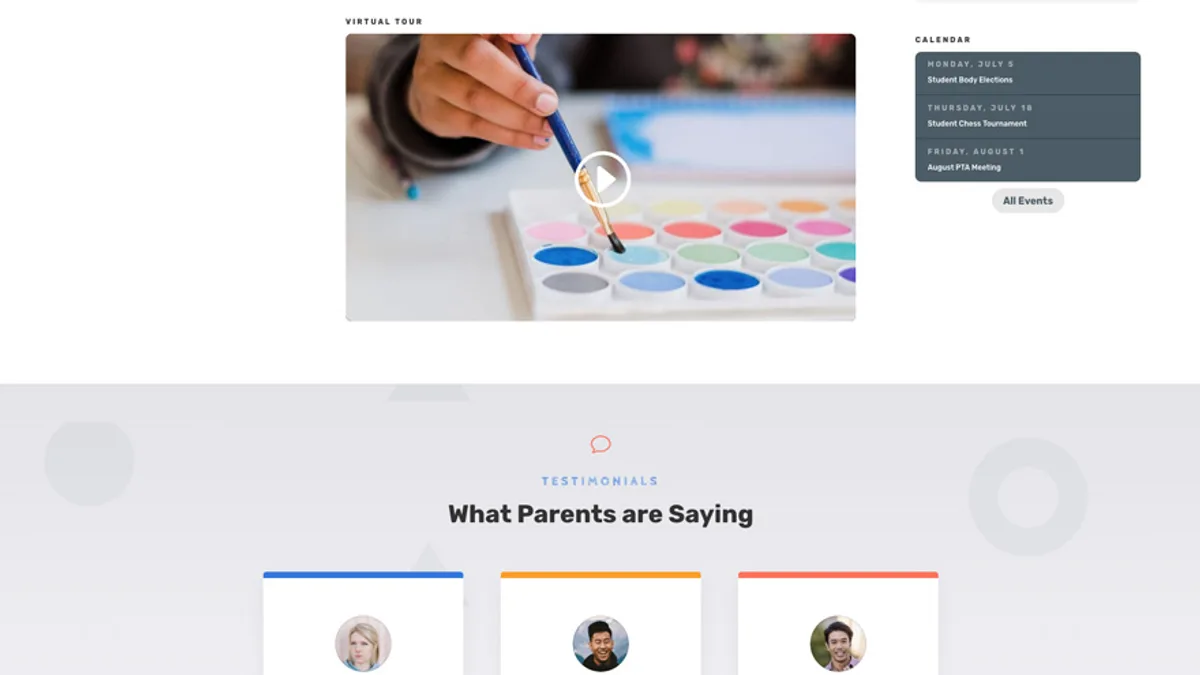 VIRTUAL TOUR
CALENDAR
MONDAY, JULY 5
Student Body Elections
THURSDAY, JULY 18
Student Chess Tournament
FRIDAY, AUGUST 1
August PTA Meeting
All Events
TESTIMONIALS
What Parents are Saying